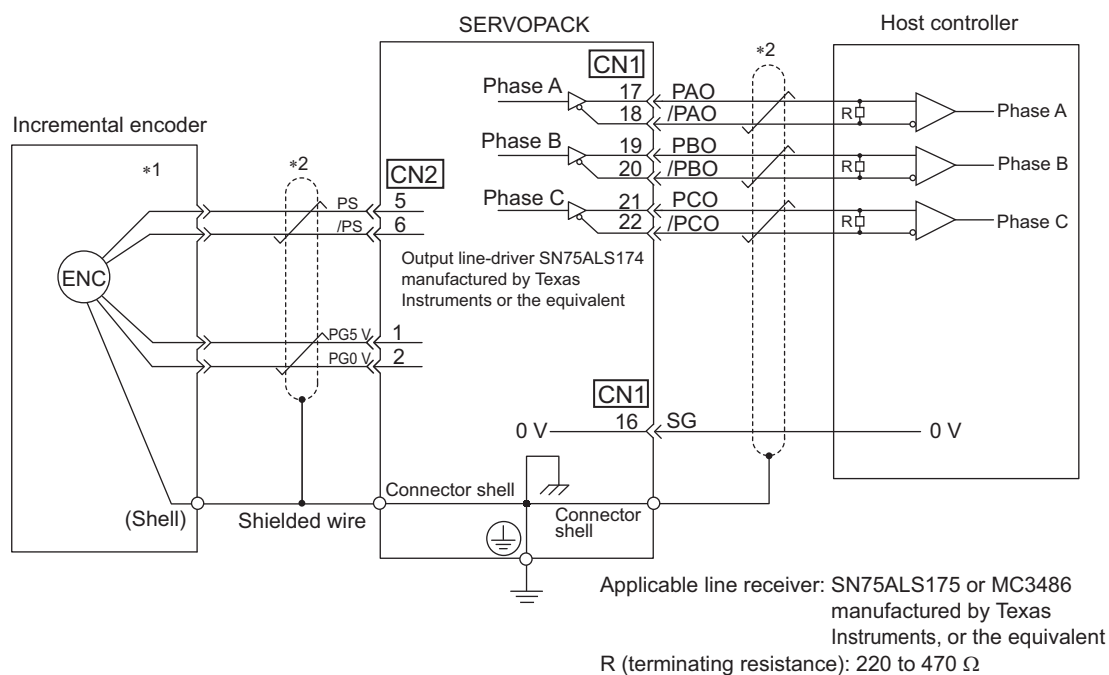 SERVOPACK
Host controller
*2
CN1
Phase A
17
PAO
18
/PAO
R
Phase A
Phase B
19
PBO
20
/PBO
R
Phase B
Phase C
21
PCO
22
/PCO
R
Phase C
Incremental encoder
*1
*2
CN2
PS
5
/PS
6
ENC
Output line-driver SN75ALS174
manufactured by Texas
Instruments or the equivalent
PG5 V
1
PG0 V
2
CN1
0 V
16
SG
0 V
Connector shell
Connector
shell
(Shell)
Shielded wire
Applicable line receiver: SN75ALS175 or MC3486
manufactured by Texas
Instruments, or the equivalent
R (terminating resistance): 220 to 470 Ω